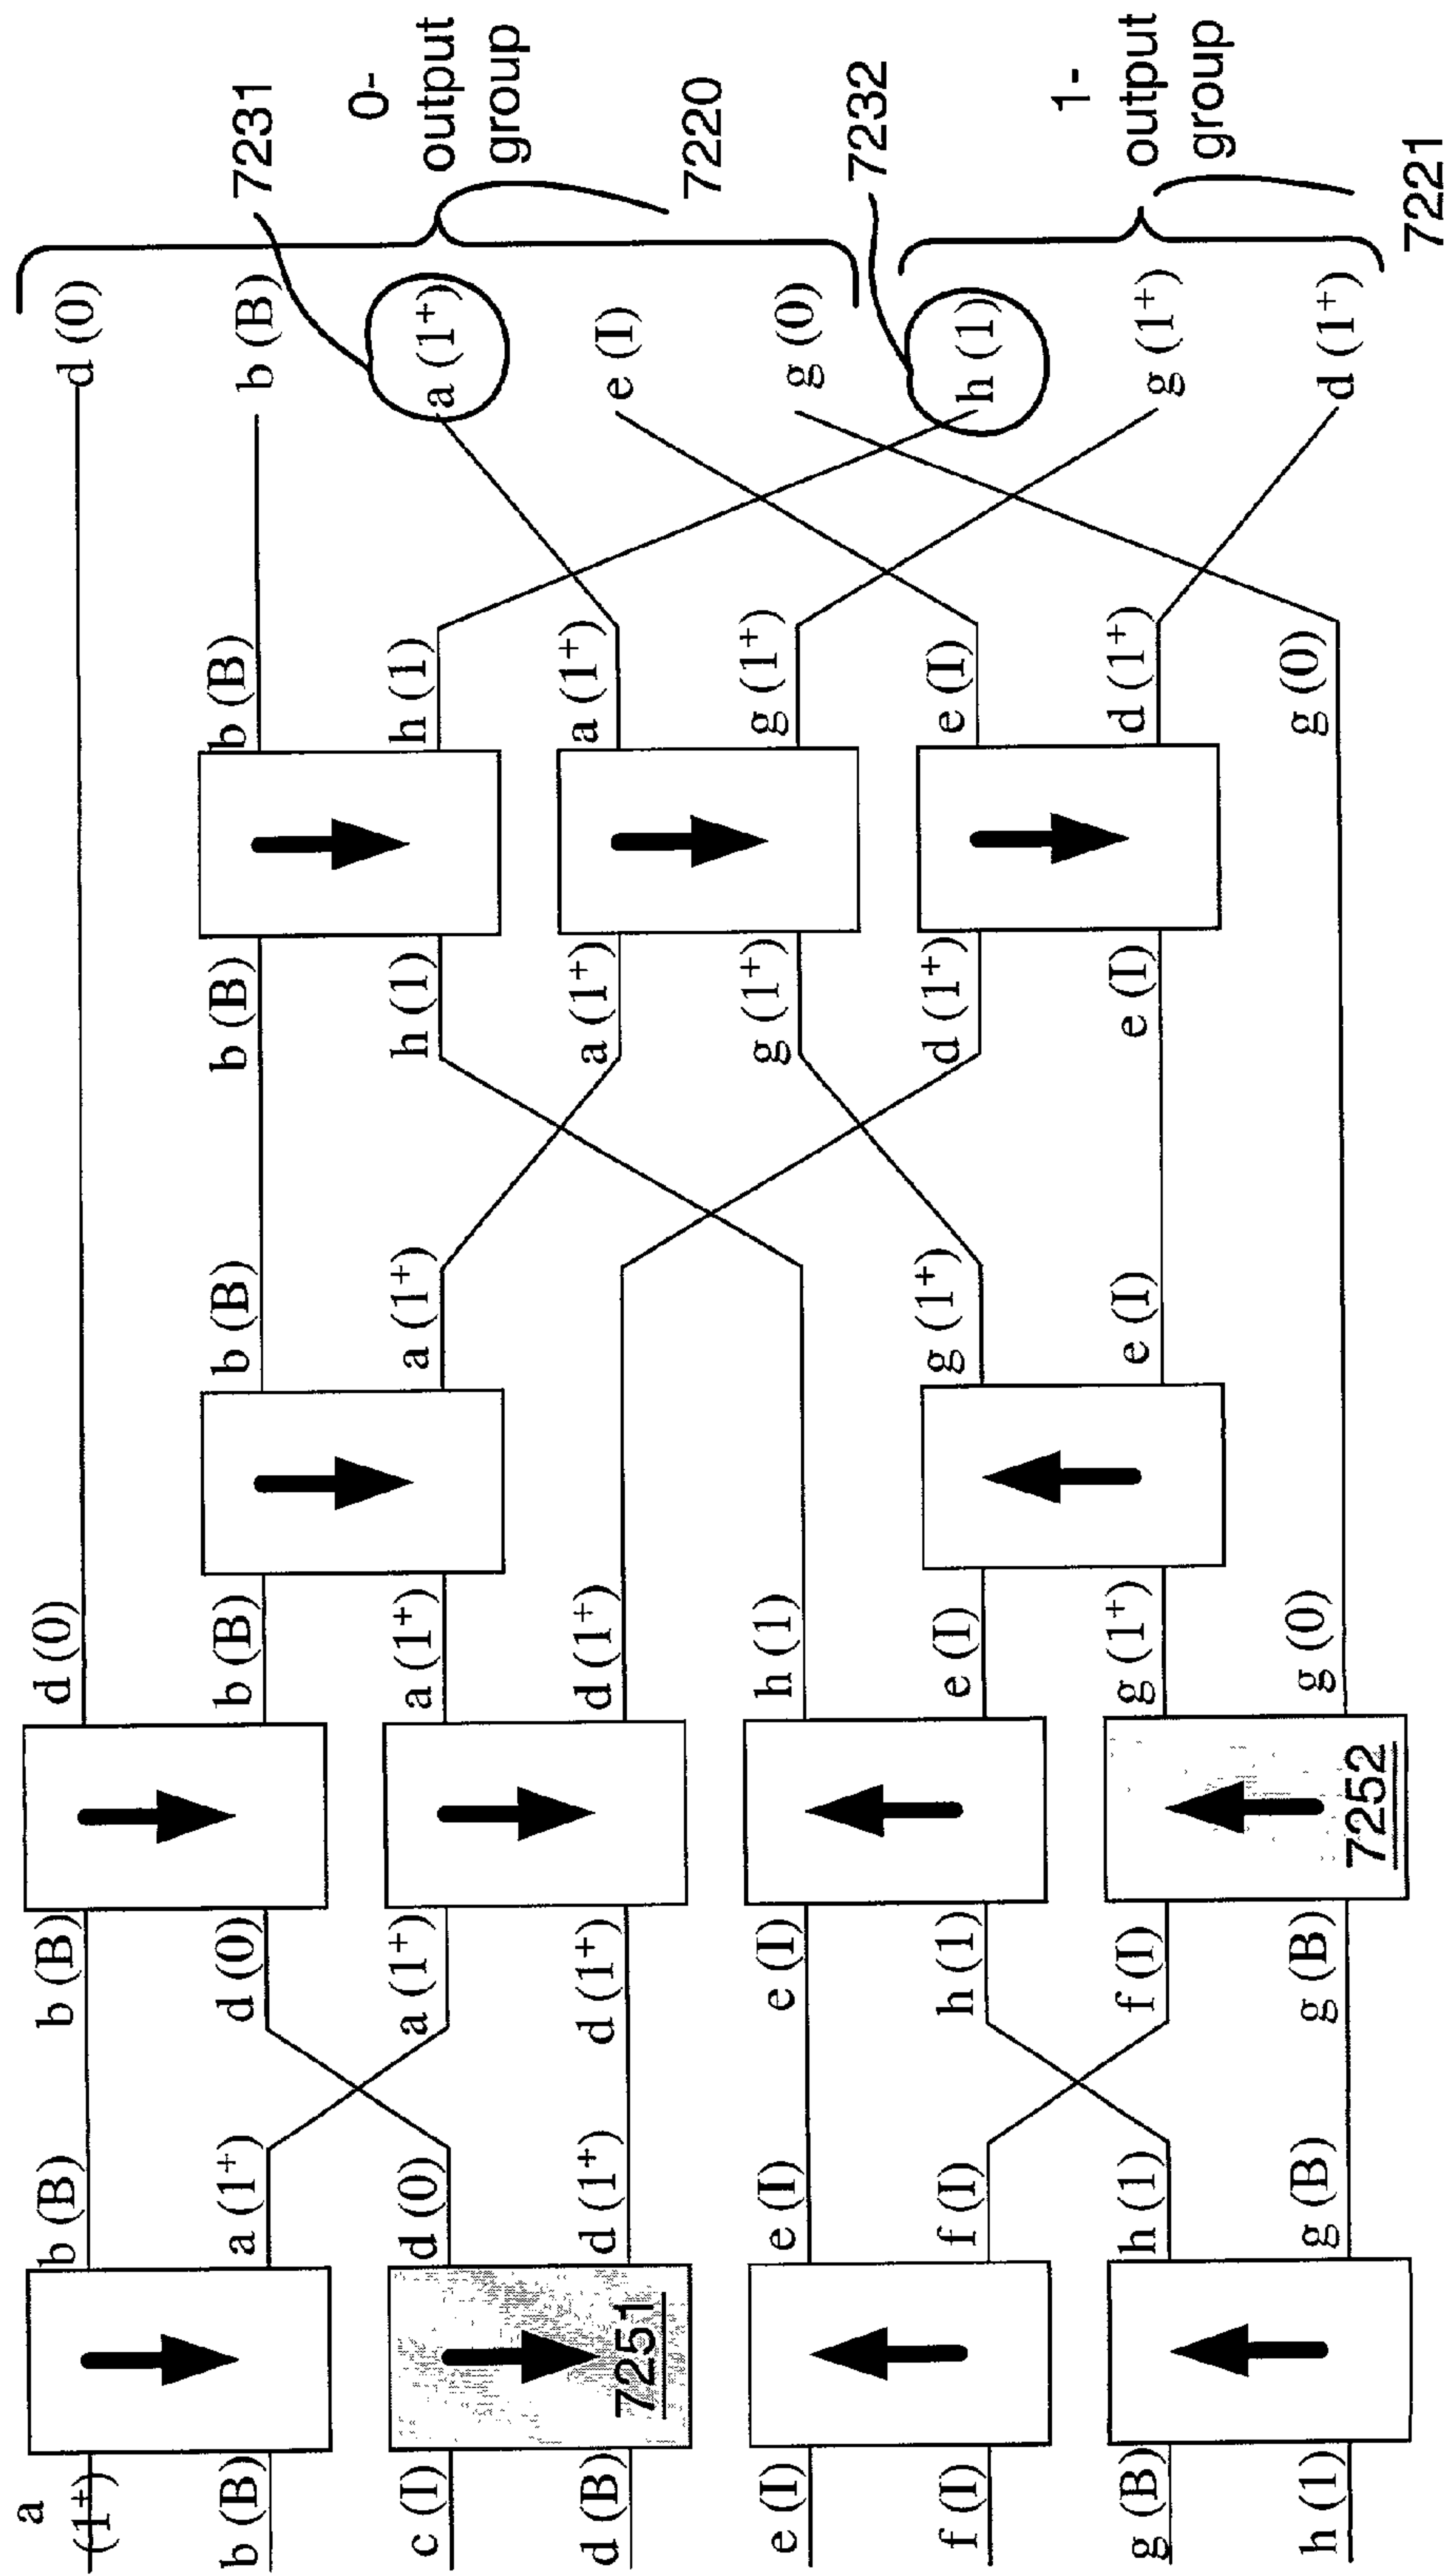 a
(1+)
b (B)
c (I)
d (B)
e (I)
f (I)
g (B)
h (1)
7251
b (B)
a (1+)
d (0)
d (1+)
e (I)
f (I)
h (1)
g (B)
b (B)
d (0)
a (1+)
d (1+)
e (I)
h (1)
f (I)
g (B)
7252
d (0)
b (B)
a (1+)
d (1+)
h (1)
e (I)
g (1+)
g (0)
b (B)
a (1+)
g (1+)
e (I)
b (B)
h (1)
a (1+)
g (1+)
d (1+)
e (I)
b (B)
h (1)
a (1+)
g (1+)
e (I)
d (1+)
g (0)
d (0)
b (B)
a (1+)
e (I)
g (0)
h (1)
g (1+)
d (1+)
7231
0-
output
group
7220
7232
1-
output
group
7221